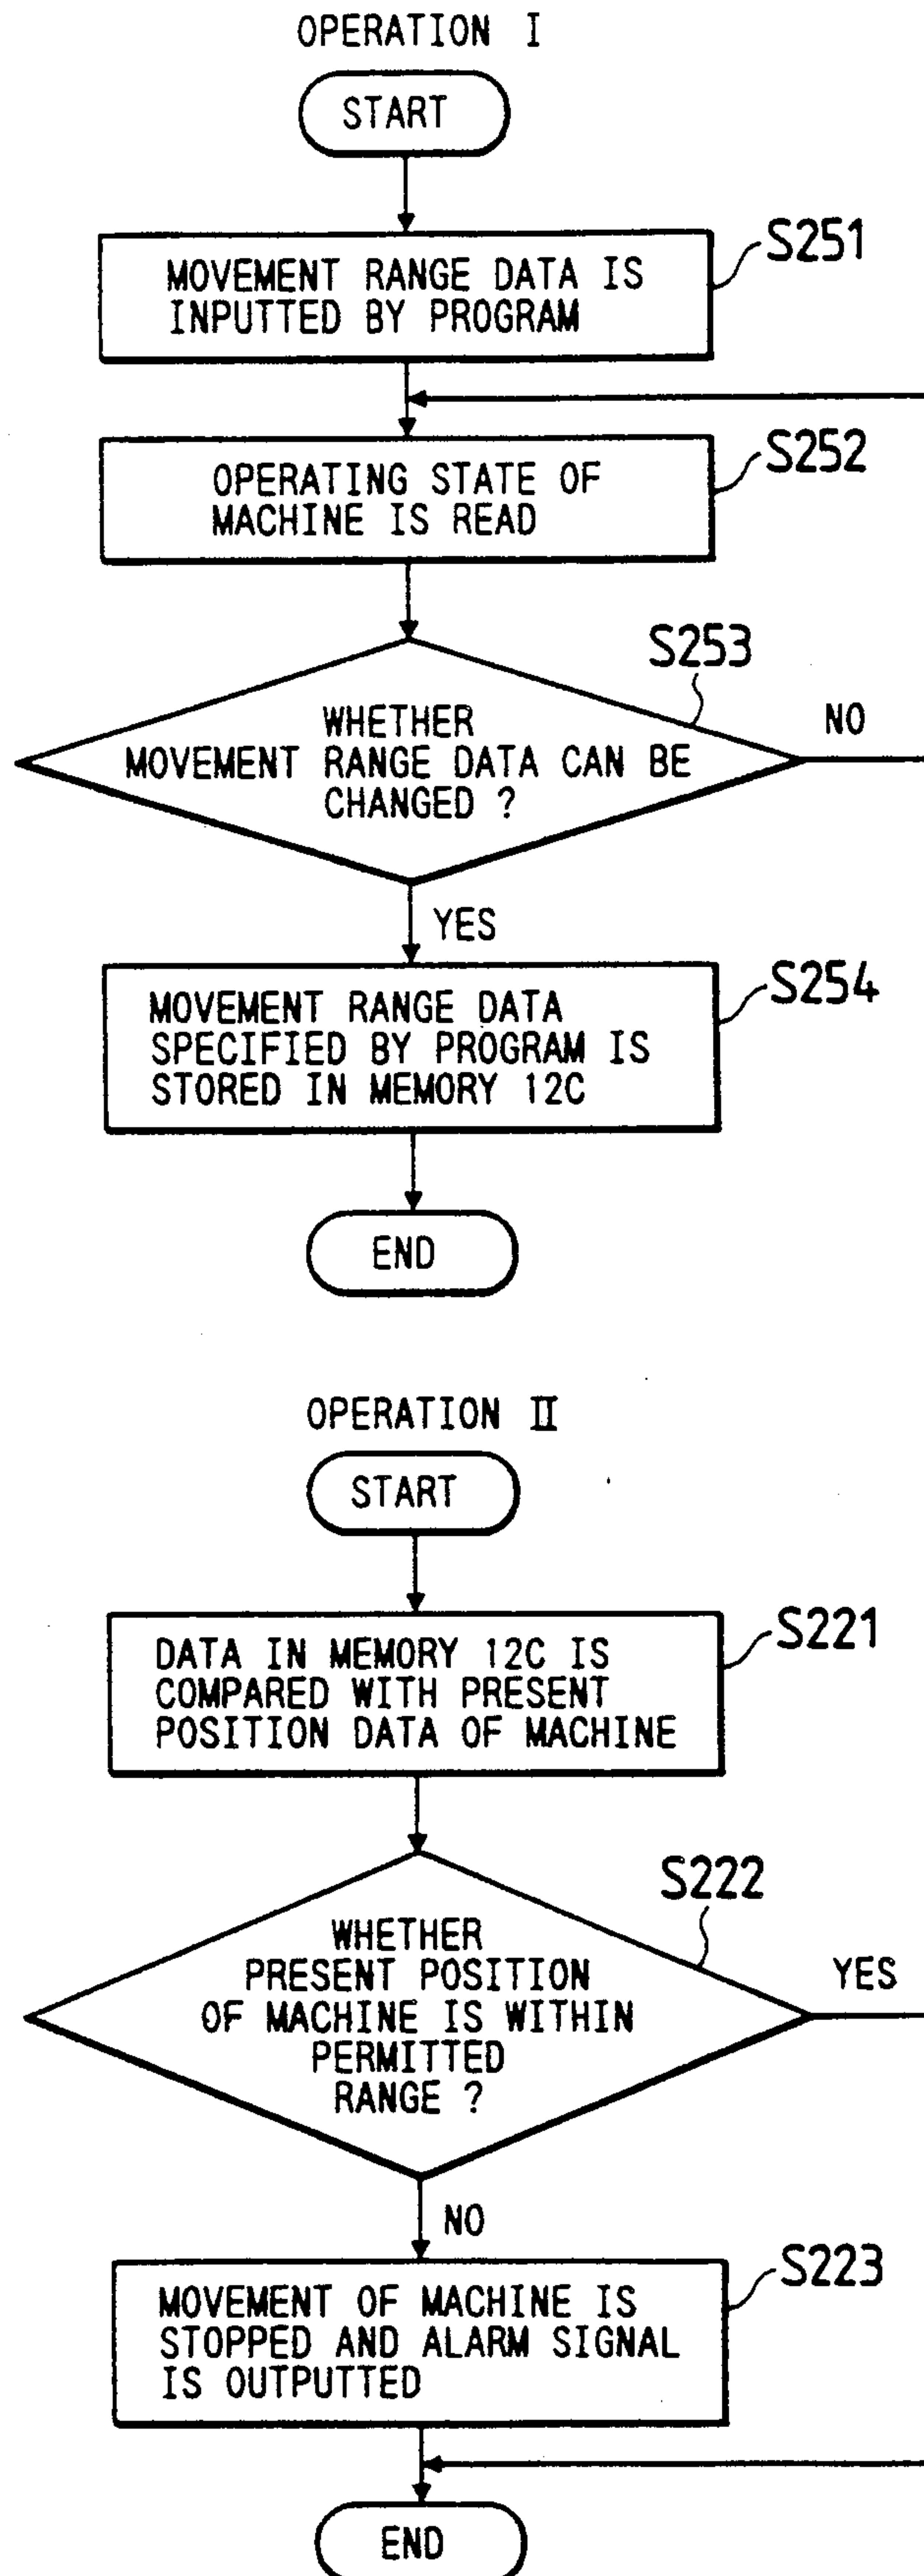 OPERATION I
START
S251
MOVEMENT RANGE DATA IS
INPUTTED BY PROGRAM
S252
OPERATING STATE OF
MACHINE IS READ
S253
WHETHER
MOVEMENT RANGE DATA CAN BE
CHANGED ?
NO
YES
S254
MOVEMENT RANGE DATA
SPECIFIED BY PROGRAM IS
STORED IN MEMORY 12C
END
OPERATION II
START
S221
DATA IN MEMORY 12C IS
COMPARED WITH PRESENT
POSITION DATA OF MACHINE
S222
WHETHER
PRESENT POSITION
OF MACHINE IS WITHIN
PERMITTED
RANGE ?
YES
NO
S223
MOVEMENT OF MACHINE IS
STOPPED AND ALARM SIGNAL
IS OUTPUTTED
END